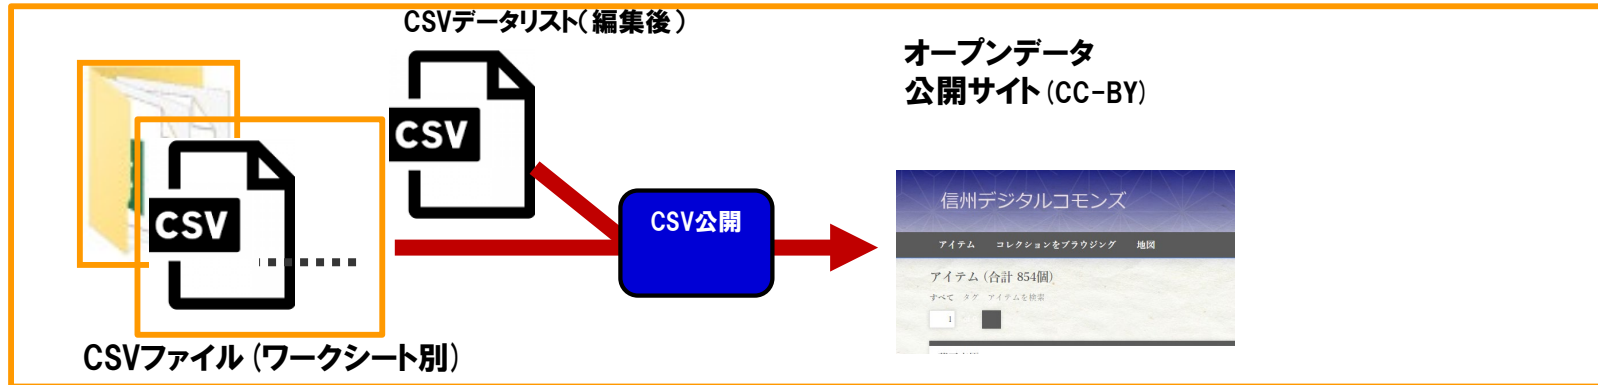 CSVデータリスト(編集後)
オープンデータ
公開サイト(CC-BY)
CSV
CSV
CSV公開
信州デジタルコモンズ
アイテム コレクションをブラウジング 地図
アイテム (合計 854個)
すべて タグ アイテムを検索
1
CSVファイル(ワークシート別)